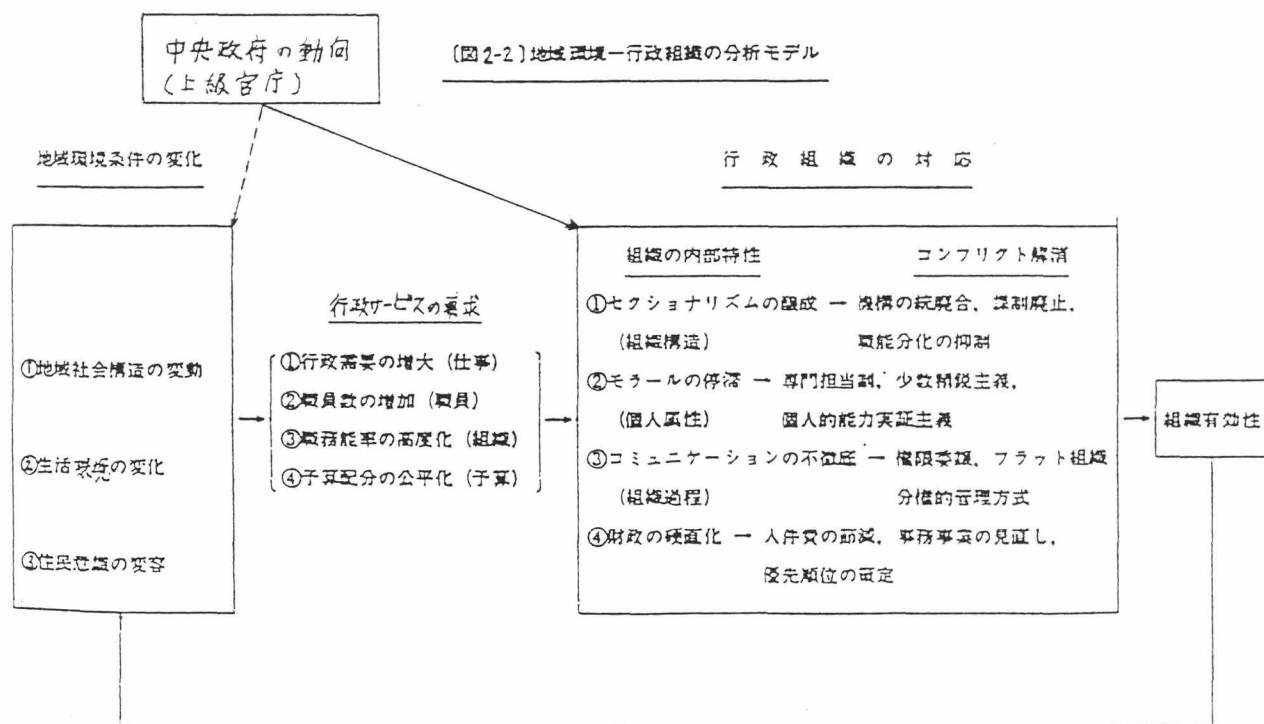 中央政府の動向
(上級官庁)
〔図2-2〕地域環境－行政組織の分析モデル
地域環境条件の変化
行政組織の対応
①地域社会構造の変動
②生活状況の変化
③住民意識の変容
行政サービスの要求
①行政需要の増大(仕事)
②職員数の増加(職員)
③職務能率の高度化(組織)
④予算配分の公平化(予算)
組織の内部特性
コンフリクト解消
①セクショナリズムの醸成 → 機構の統廃合、課制廃止、
(組織構造) 職能分化の抑制
②モラールの停滞 → 専門担当制、少数精鋭主義、
(個人属性) 個人的能力実証主義
③コミュニケーションの不徹底 → 権限委譲、フラット組織
(組織過程) 分権的管理方式
④財政の硬直化 → 人件費の節減、事務事業の見直し、
優先順位の
組織有効性